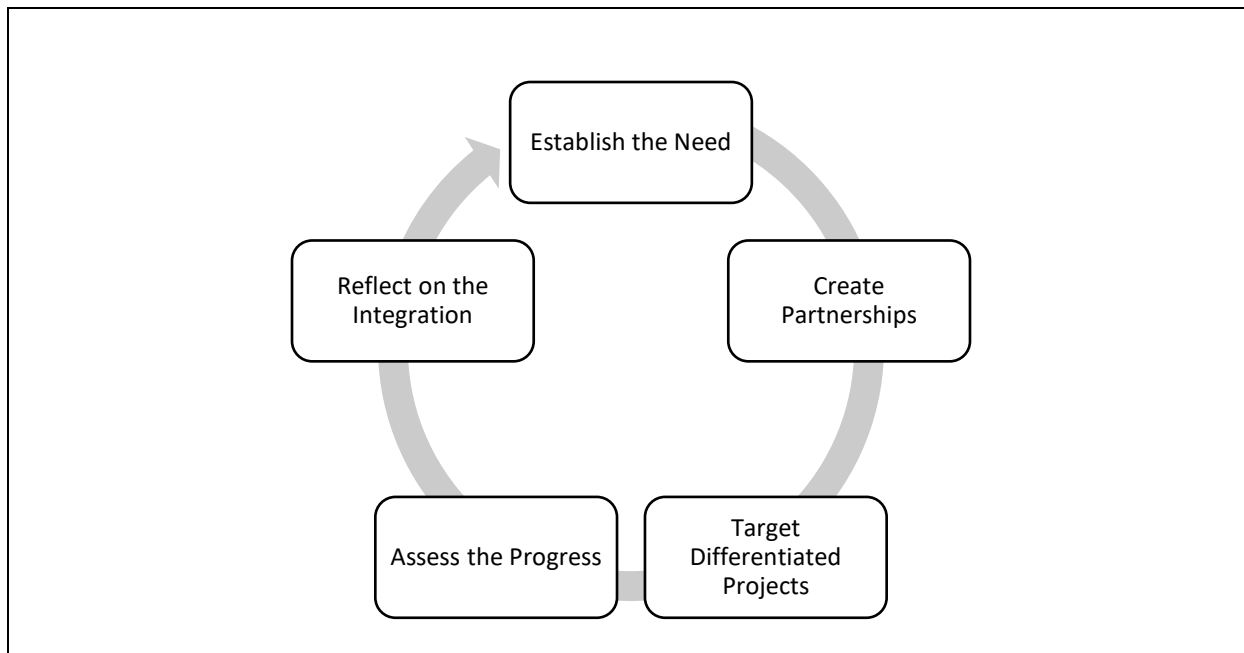 Establish the Need
Create
Partnerships
Target
Differentiated
Projects
Assess the Progress
Reflect on the
Integration